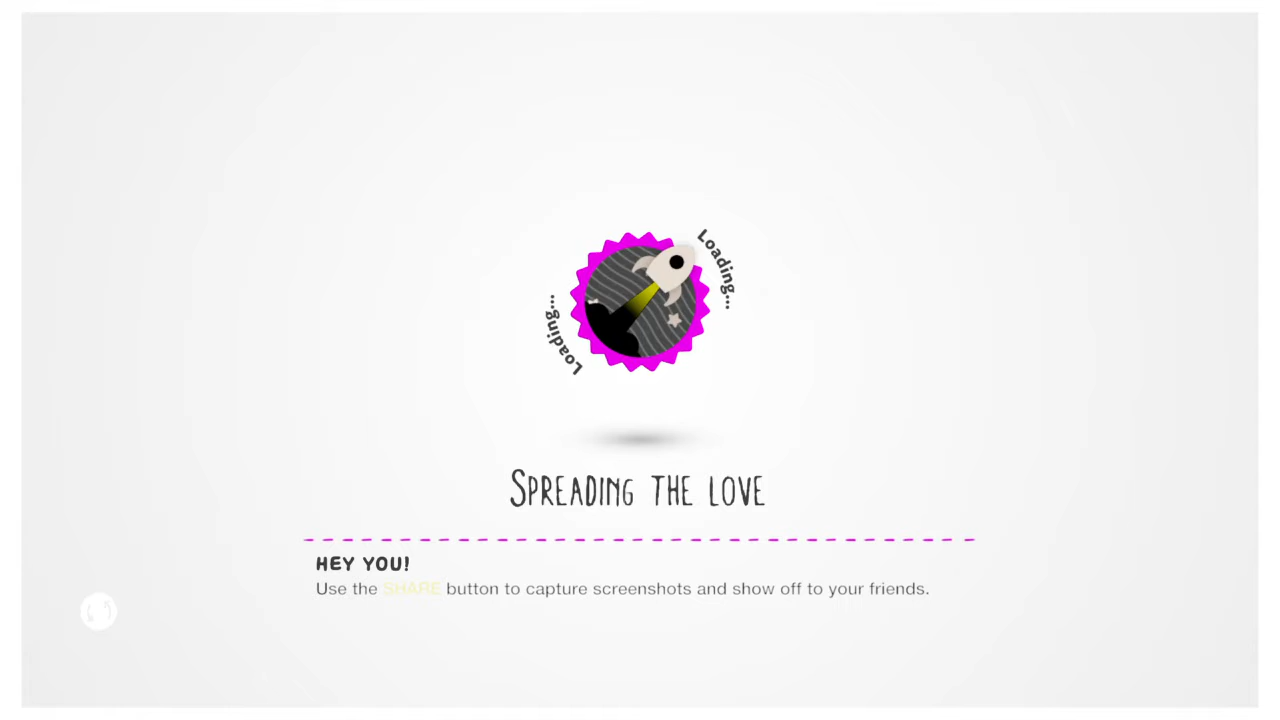 Loading...
Loading...
SPREADING THE LOVE
HEY YOU!
Use the SHARE button to capture screenshots and show off to your friends.